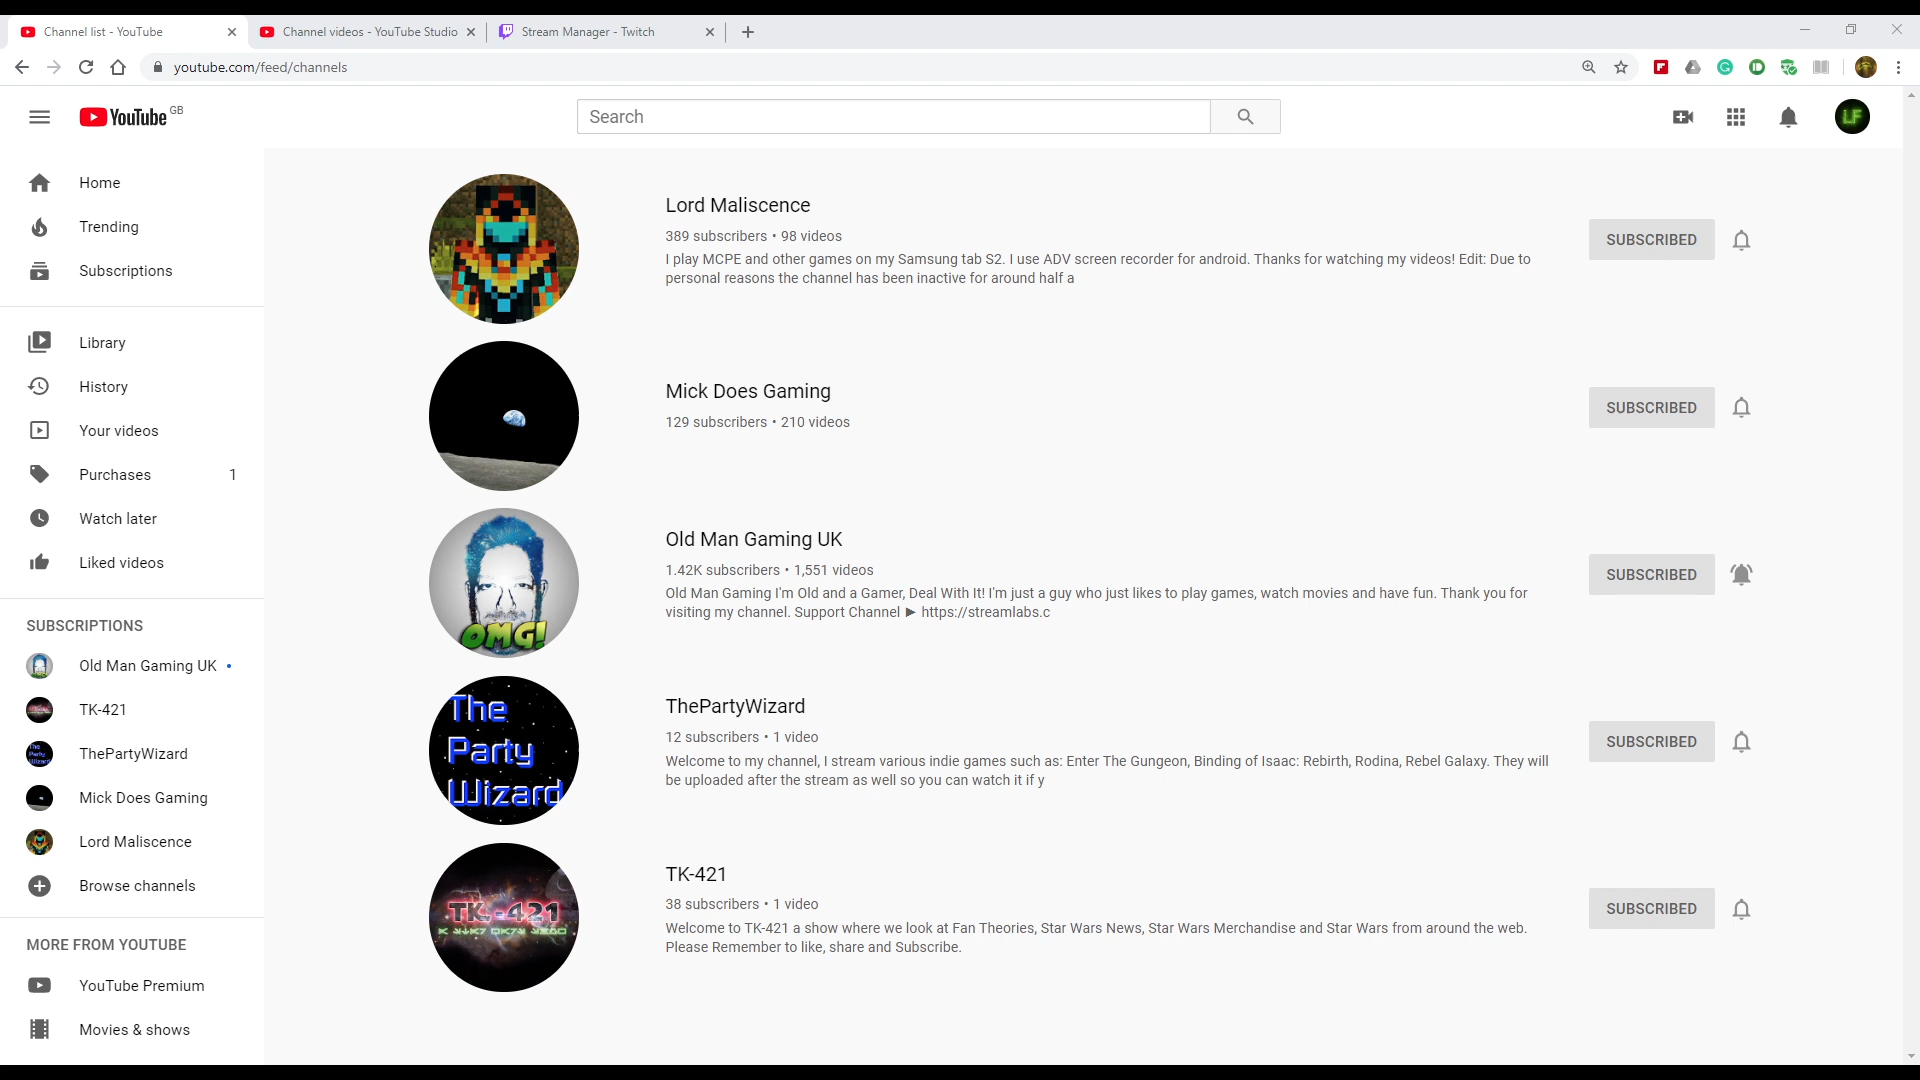 Channel list - YouTube
Channel videos - YouTube Studio
Stream Manager - Twitch
youtube.com/feed/channels
YouTube GB
Search
LF
Home
Trending
Subscriptions
Library
History
Your videos
Purchases 1
Watch later
Liked videos
SUBSCRIPTIONS
Old Man Gaming UK
TK-421
ThePartyWizard
Mick Does Gaming
Lord Maliscence
Browse channels
MORE FROM YOUTUBE
YouTube Premium
Movies & shows
Lord Maliscence
389 subscribers • 98 videos
I play MCPE and other games on my Samsung tab S2. I use ADV screen recorder for android. Thanks for watching my videos! Edit: Due to
personal reasons the channel has been inactive for around half a
SUBSCRIBED
Mick Does Gaming
129 subscribers • 210 videos
SUBSCRIBED
OMG!
Old Man Gaming UK
1.42K subscribers • 1,551 videos
Old Man Gaming I'm Old and a Gamer, Deal With It! I'm just a guy who just likes to play games, watch movies and have fun. Thank you for
visiting my channel. Support Channel ► https://streamlabs.c
SUBSCRIBED
The
Party
Wizard
ThePartyWizard
12 subscribers • 1 video
Welcome to my channel, I stream various indie games such as: Enter The Gungeon, Binding of Isaac: Rebirth, Rodina, Rebel Galaxy. They will
be uploaded after the stream as well so you can watch it if y
SUBSCRIBED
TK-421
TK-421
38 subscribers • 1 video
Welcome to TK-421 a show where we look at Fan Theories, Star Wars News, Star Wars Merchandise and Star Wars from around the web.
Please Remember to like, share and Subscribe.
SUBSCRIBED